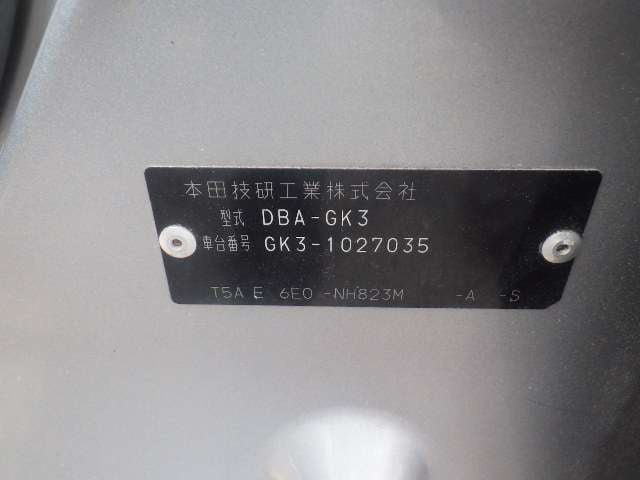 本田技研工業株式会社
型式 DBA-GK3
車台番号 GK3-1027035
T5A E 6E0 -NH823M -A -S